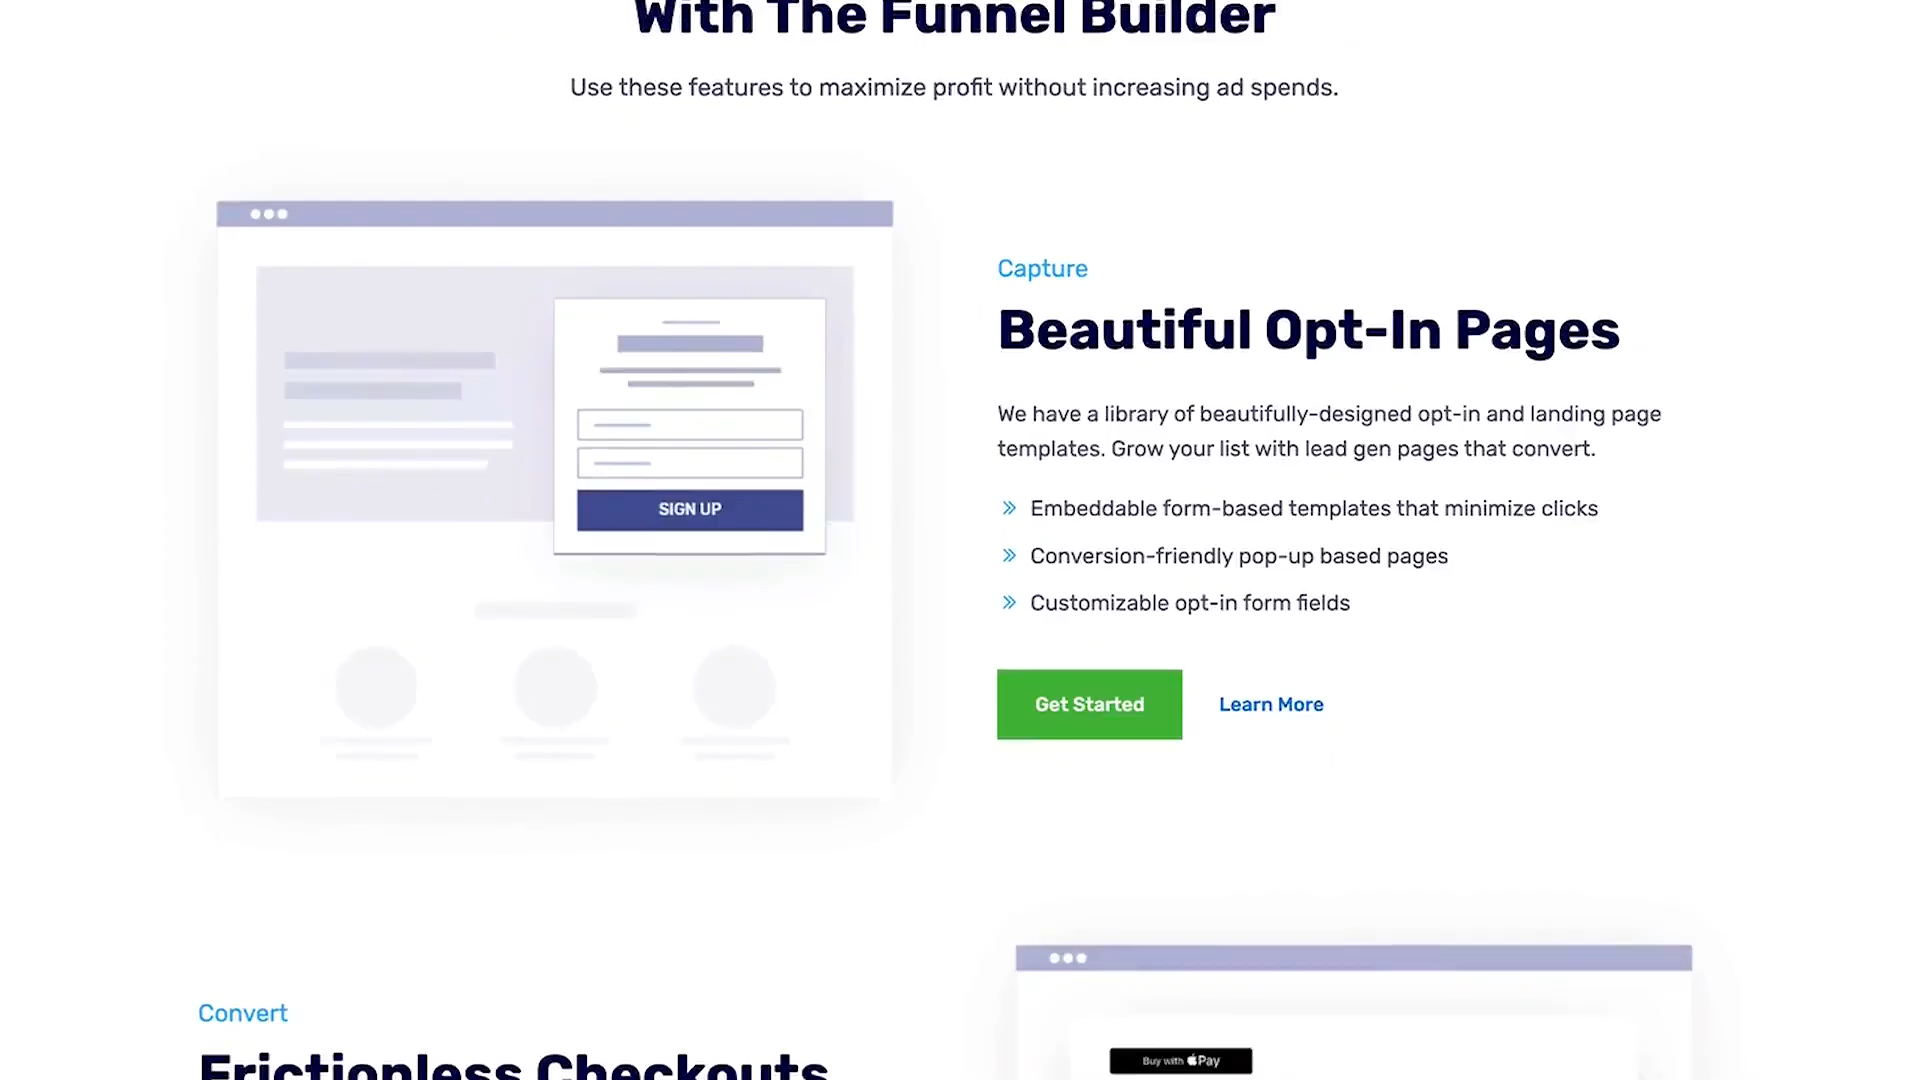 With The Funnel Builder
Use these features to maximize profit without increasing ad spends.
SIGN UP
Capture
Beautiful Opt-In Pages
We have a library of beautifully-designed opt-in and landing page
templates. Grow your list with lead gen pages that convert.
Embeddable form-based templates that minimize clicks
Conversion-friendly pop-up based pages
Customizable opt-in form fields
Get Started
Learn More
Convert
Frictionless Checkouts
Buy with Pay